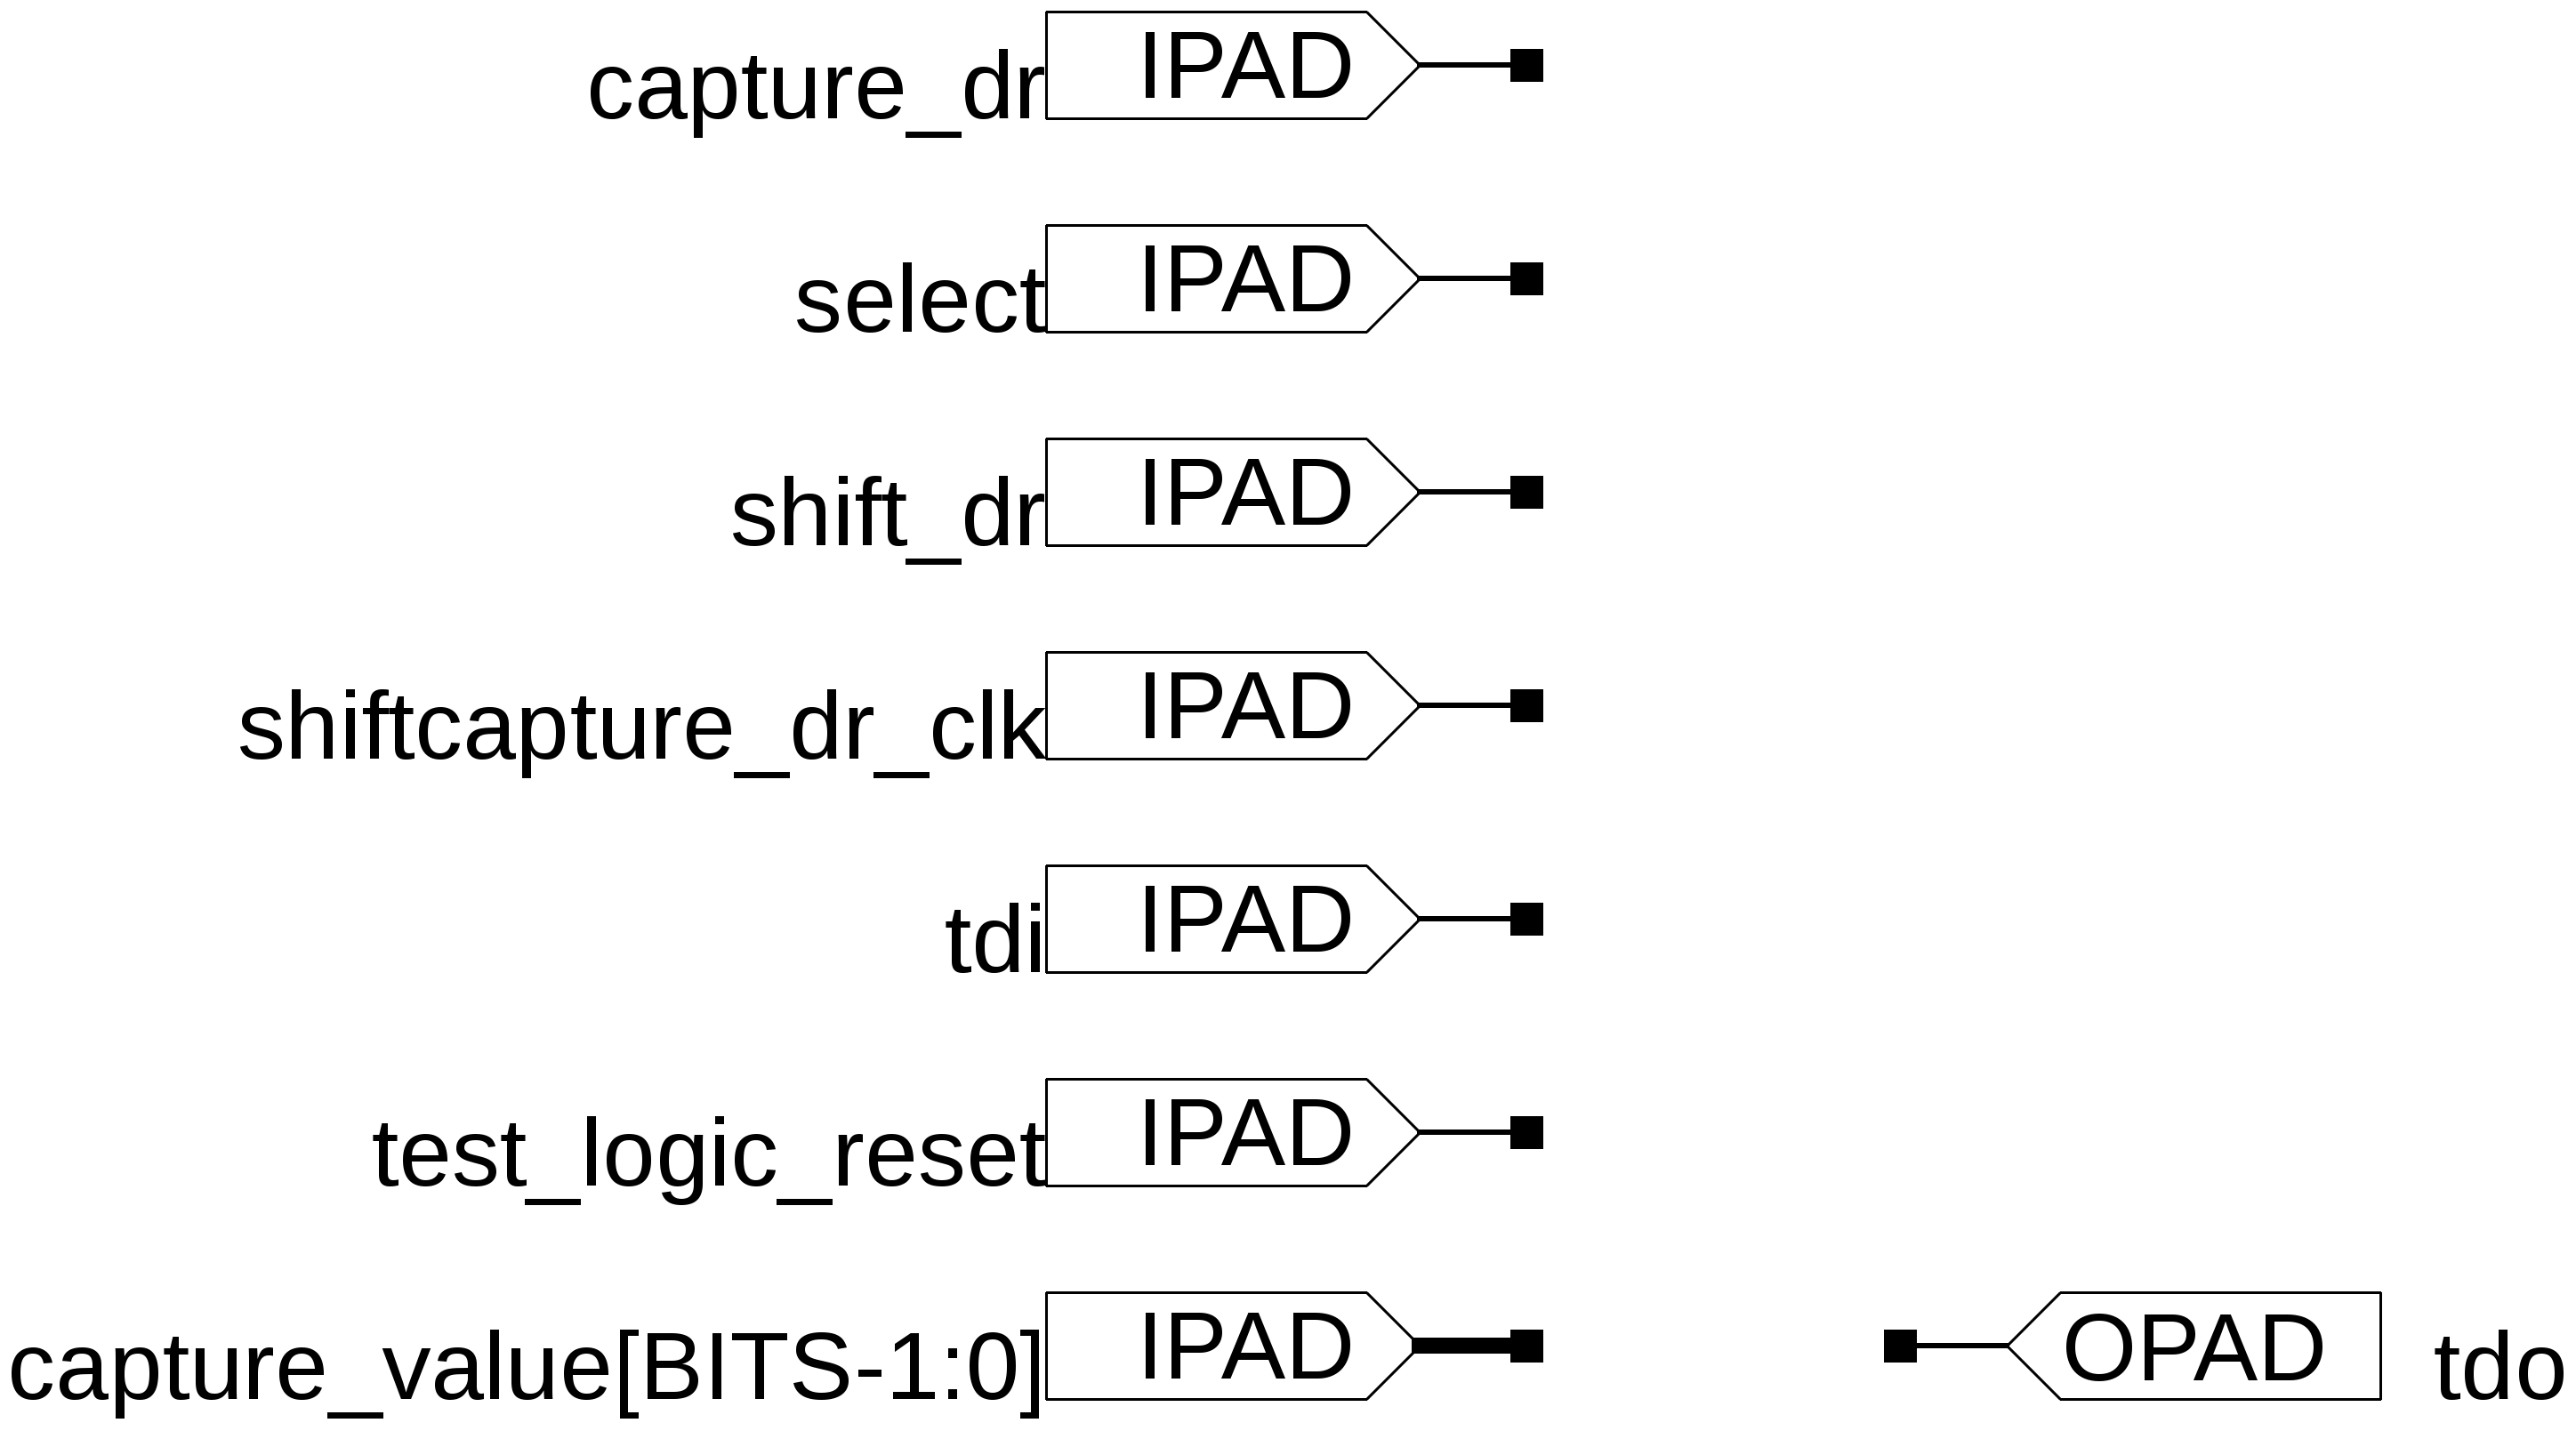 capture_dr IPAD
select IPAD
shift_dr IPAD
shiftcapture_dr_clk IPAD
tdi IPAD
test_logic_reset IPAD
capture_value[BITS-1:0] IPAD OPAD tdo